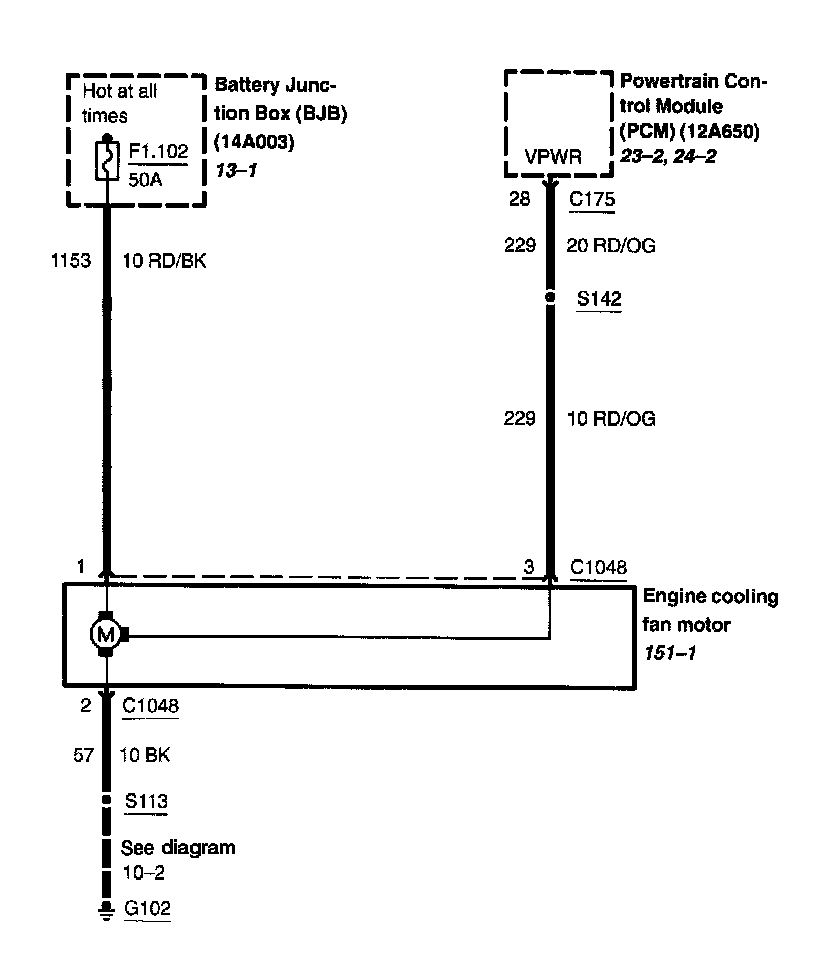 Hot at all
times
F1.102
50A
Battery Junc-
tion Box (BJB)
(14A003)
13-1
VPWR
Powertrain Con-
trol Module
(PCM) (12A650)
23-2, 24-2
28 C175
1153 10 RD/BK
229 20 RD/OG
S142
229 10 RD/OG
1
3 C1048
M
Engine cooling
fan motor
151-1
2 C1048
57 10 BK
S113
See diagram
10-2
G102